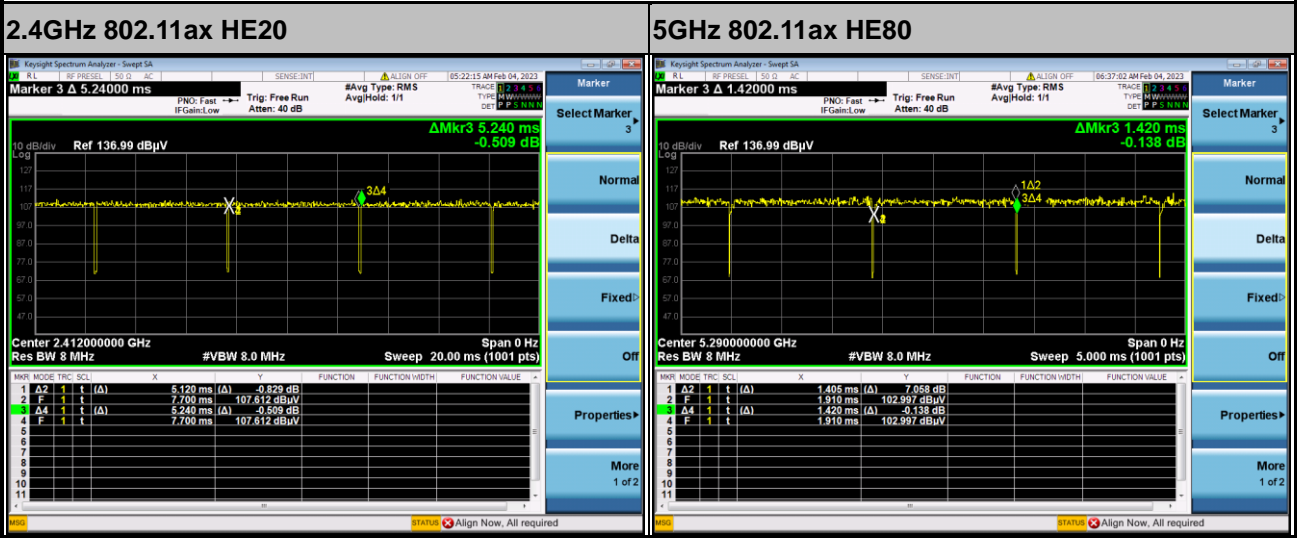 2.4GHz 802.11ax HE20
Keysight Spectrum Analyzer - Swept SA
RL RF PRESEL 50 Ω AC SENSE:INT ALIGN OFF 05:22:15 AM Feb 04, 2023
Marker 3 Δ 5.24000 ms
PNO: Fast
IFGain:Low
Trig: Free Run
Atten: 40 dB
#Avg Type: RMS
Avg|Hold: 1/1
TRACE 1 2 3 4 5 6
TYPE M W
DET P P S N N N
ΔMkr3 5.240 ms
-0.509 dB
10 dB/div Ref 136.99 dBµV
Log
127
117
107
97.0
87.0
77.0
67.0
57.0
47.0
3Δ4
Center 2.412000000 GHz Span 0 Hz
Res BW 8 MHz #VBW 8.0 MHz Sweep 20.00 ms (1001 pts)
MKR MODE TRC SCL X Y FUNCTION FUNCTION WIDTH FUNCTION VALUE
1 Δ2 1 t (Δ) 5.120 ms (Δ) -0.829 dB
2 F 1 t 7.700 ms 107.612 dBµV
3 Δ4 1 t (Δ) 5.240 ms (Δ) -0.509 dB
4 F 1 t 7.700 ms 107.612 dBµV
5
6
7
8
9
10
11
MSG STATUS Align Now, All required
Marker
Select Marker
3
Normal
Delta
Fixed
Off
Properties
More
1 of 2
5GHz 802.11ax HE80
Keysight Spectrum Analyzer - Swept SA
RL RF PRESEL 50 Ω AC SENSE:INT ALIGN OFF 06:37:02 AM Feb 04, 2023
Marker 3 Δ 1.42000 ms
PNO: Fast
IFGain:Low
Trig: Free Run
Atten: 40 dB
#Avg Type: RMS
Avg|Hold: 1/1
TRACE 1 2 3 4 5 6
TYPE M W
DET P P S N N N
ΔMkr3 1.420 ms
-0.138 dB
10 dB/div Ref 136.99 dBµV
Log
127
117
107
97.0
87.0
77.0
67.0
57.0
47.0
1Δ2
3Δ4
Center 5.290000000 GHz Span 0 Hz
Res BW 8 MHz #VBW 8.0 MHz Sweep 5.000 ms (1001 pts)
MKR MODE TRC SCL X Y FUNCTION FUNCTION WIDTH FUNCTION VALUE
1 Δ2 1 t (Δ) 1.405 ms (Δ) 7.058 dB
2 F 1 t 1.910 ms 102.997 dBµV
3 Δ4 1 t (Δ) 1.420 ms (Δ) -0.138 dB
4 F 1 t 1.910 ms 102.997 dBµV
5
6
7
8
9
10
11
MSG STATUS Align Now, All required
Marker
Select Marker
3
Normal
Delta
Fixed
Off
Properties
More
1 of 2